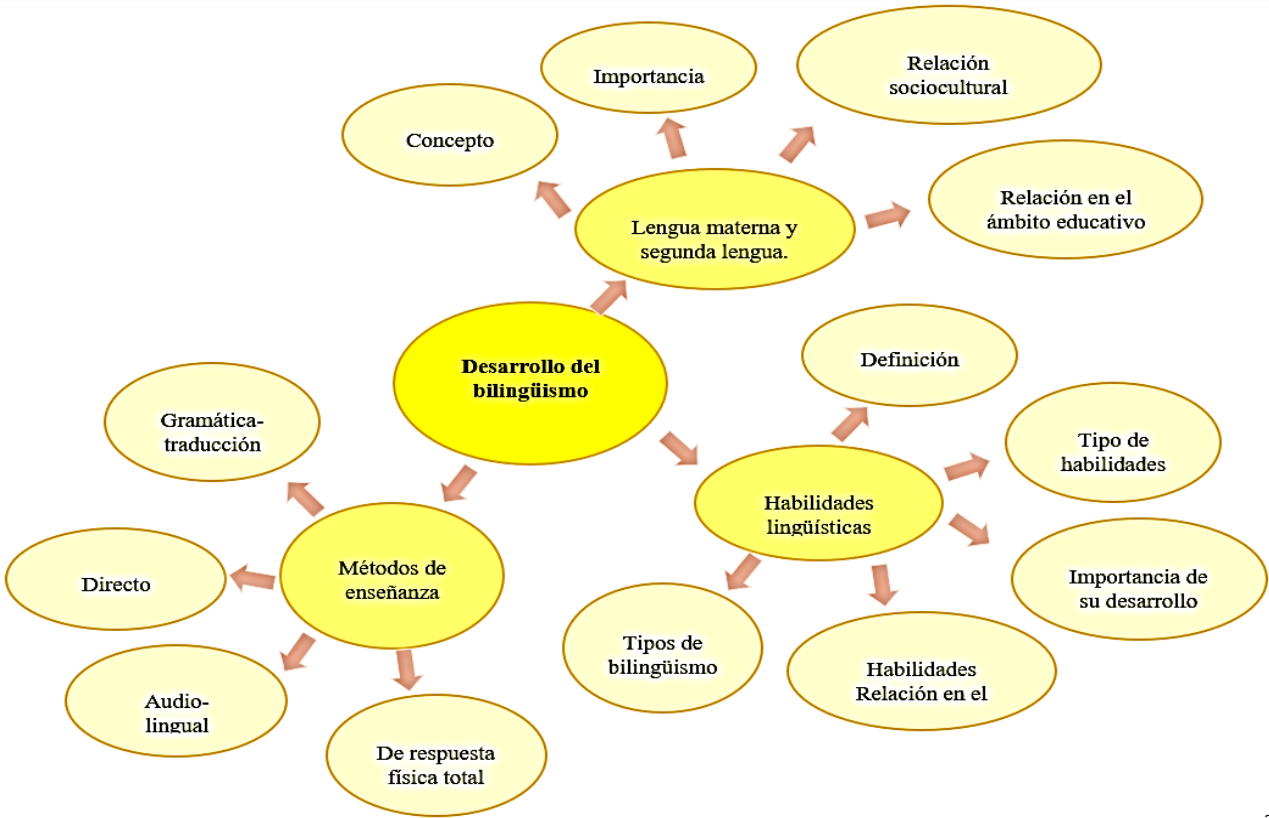 Importancia
Relación
sociocultural
Concepto
Relación en el
ámbito educativo
Lengua materna y
segunda lengua.
Desarrollo del
bilingüismo
Definición
Gramática-
traducción
Tipo de
habilidades
Habilidades
lingüísticas
Métodos de
enseñanza
Directo
Importancia de
su desarrollo
Tipos de
bilingüismo
Habilidades
Relación en el
Audio-
lingual
De respuesta
física total